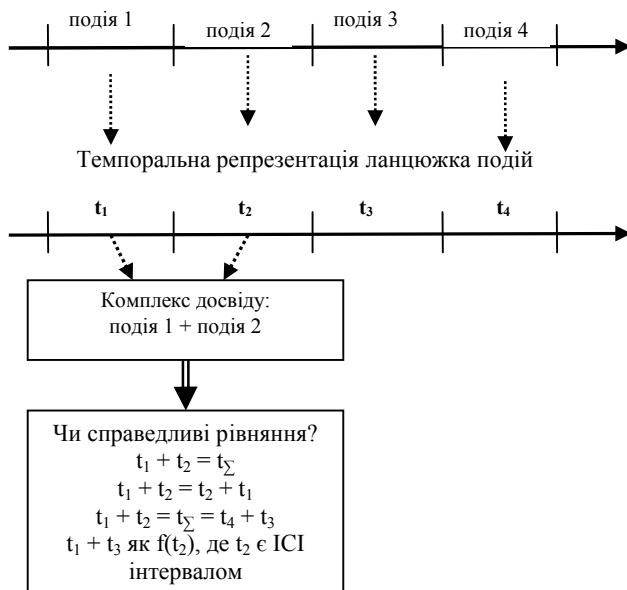 подія 1 подія 2 подія 3 подія 4
Темпоральна репрезентація ланцюжка подій
t₁ t₂ t₃ t₄
Комплекс досвіду:
подія 1 + подія 2
Чи справедливі рівняння?
t₁ + t₂ = t∑
t₁ + t₂ = t₂ + t₁
t₁ + t₂ = t∑ = t₄ + t₃
t₁ + t₃ як f(t₂), де t₂ є ІСІ
інтервалом